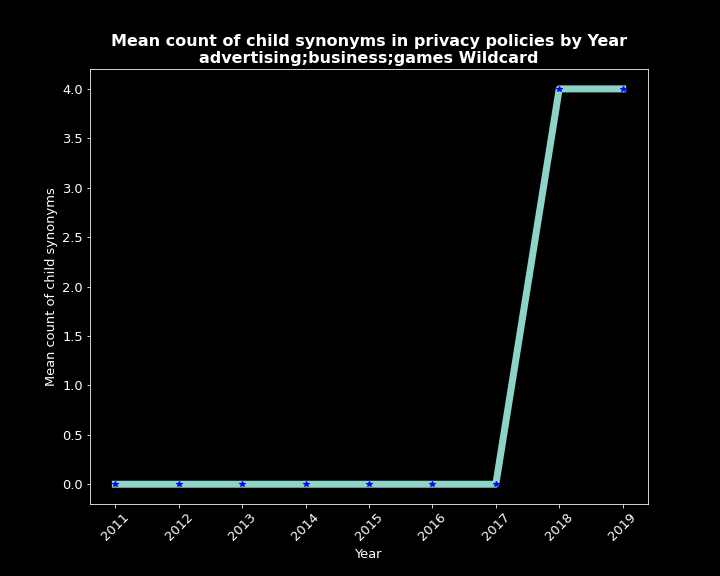 Mean count of child synonyms in privacy policies by Year
advertising;business;games Wildcard
Mean count of child synonyms
4.0
3.5
3.0
2.5
2.0
1.5
1.0
0.5
0.0
2011 2012 2013 2014 2015 2016 2017 2018 2019
Year